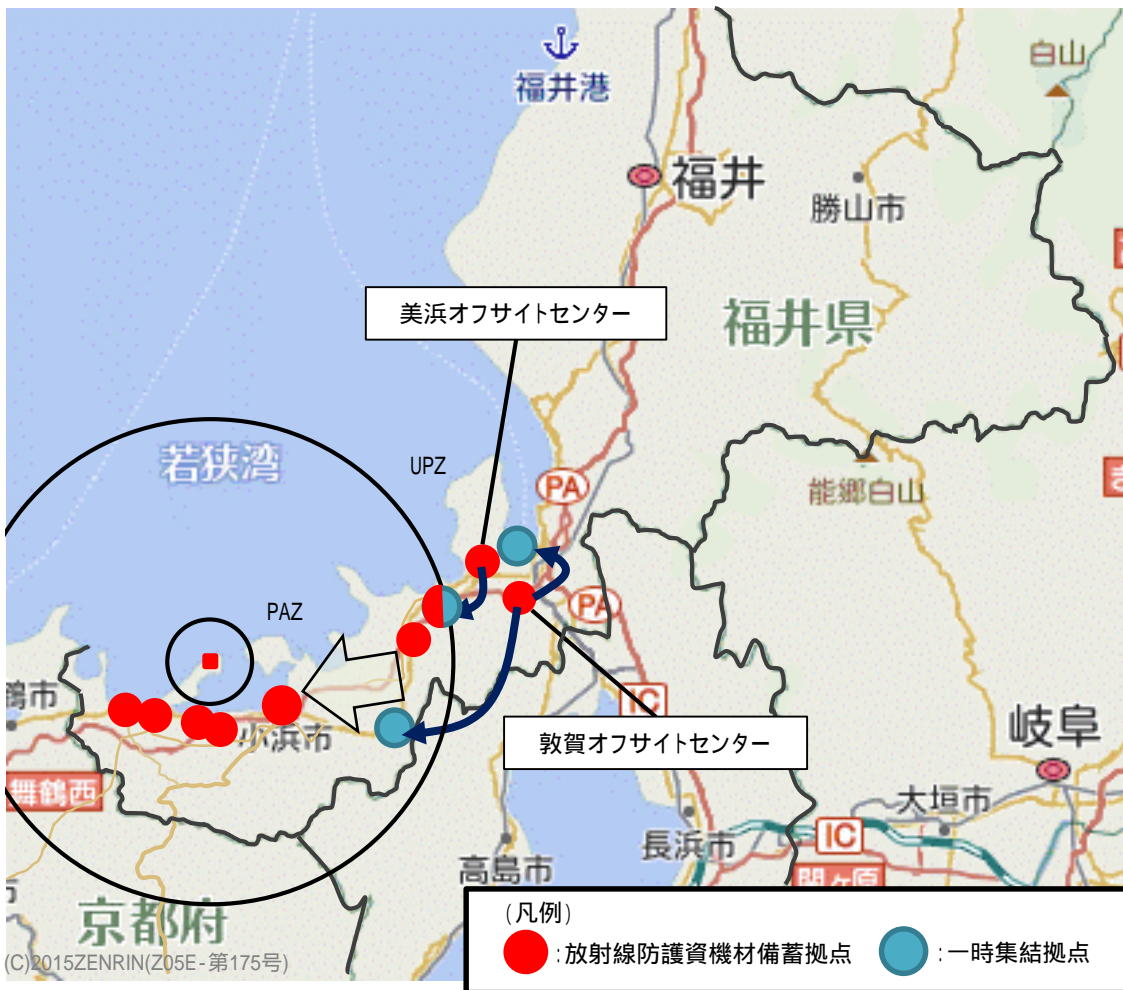 白山
福井港
福井
勝山市
美浜オフサイトセンター
福井県
若狭湾
UPZ
PA
能郷白山
PAZ
PA
鶴市
小浜市
IC
岐阜
敦賀オフサイトセンター
舞鶴西
大垣市
長浜市
IC
高島市
関ヶ原
京都府
(C)2015ZENRIN(Z05E-第175号)
(凡例)
:放射線防護資機材備蓄拠点
:一時集結拠点